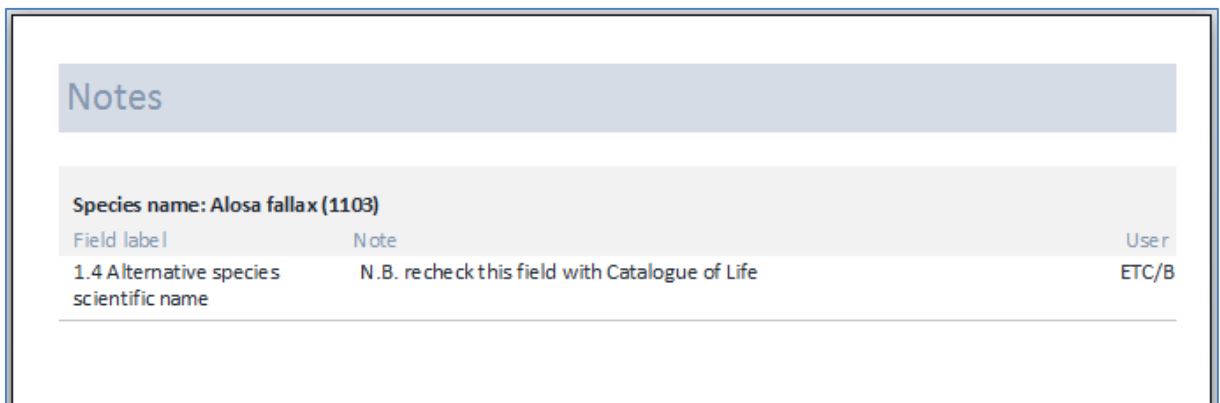 Notes
Species name: Alosa fallax (1103)
Field label Note User
1.4 Alternative species N.B. recheck this field with Catalogue of Life ETC/B
scientific name